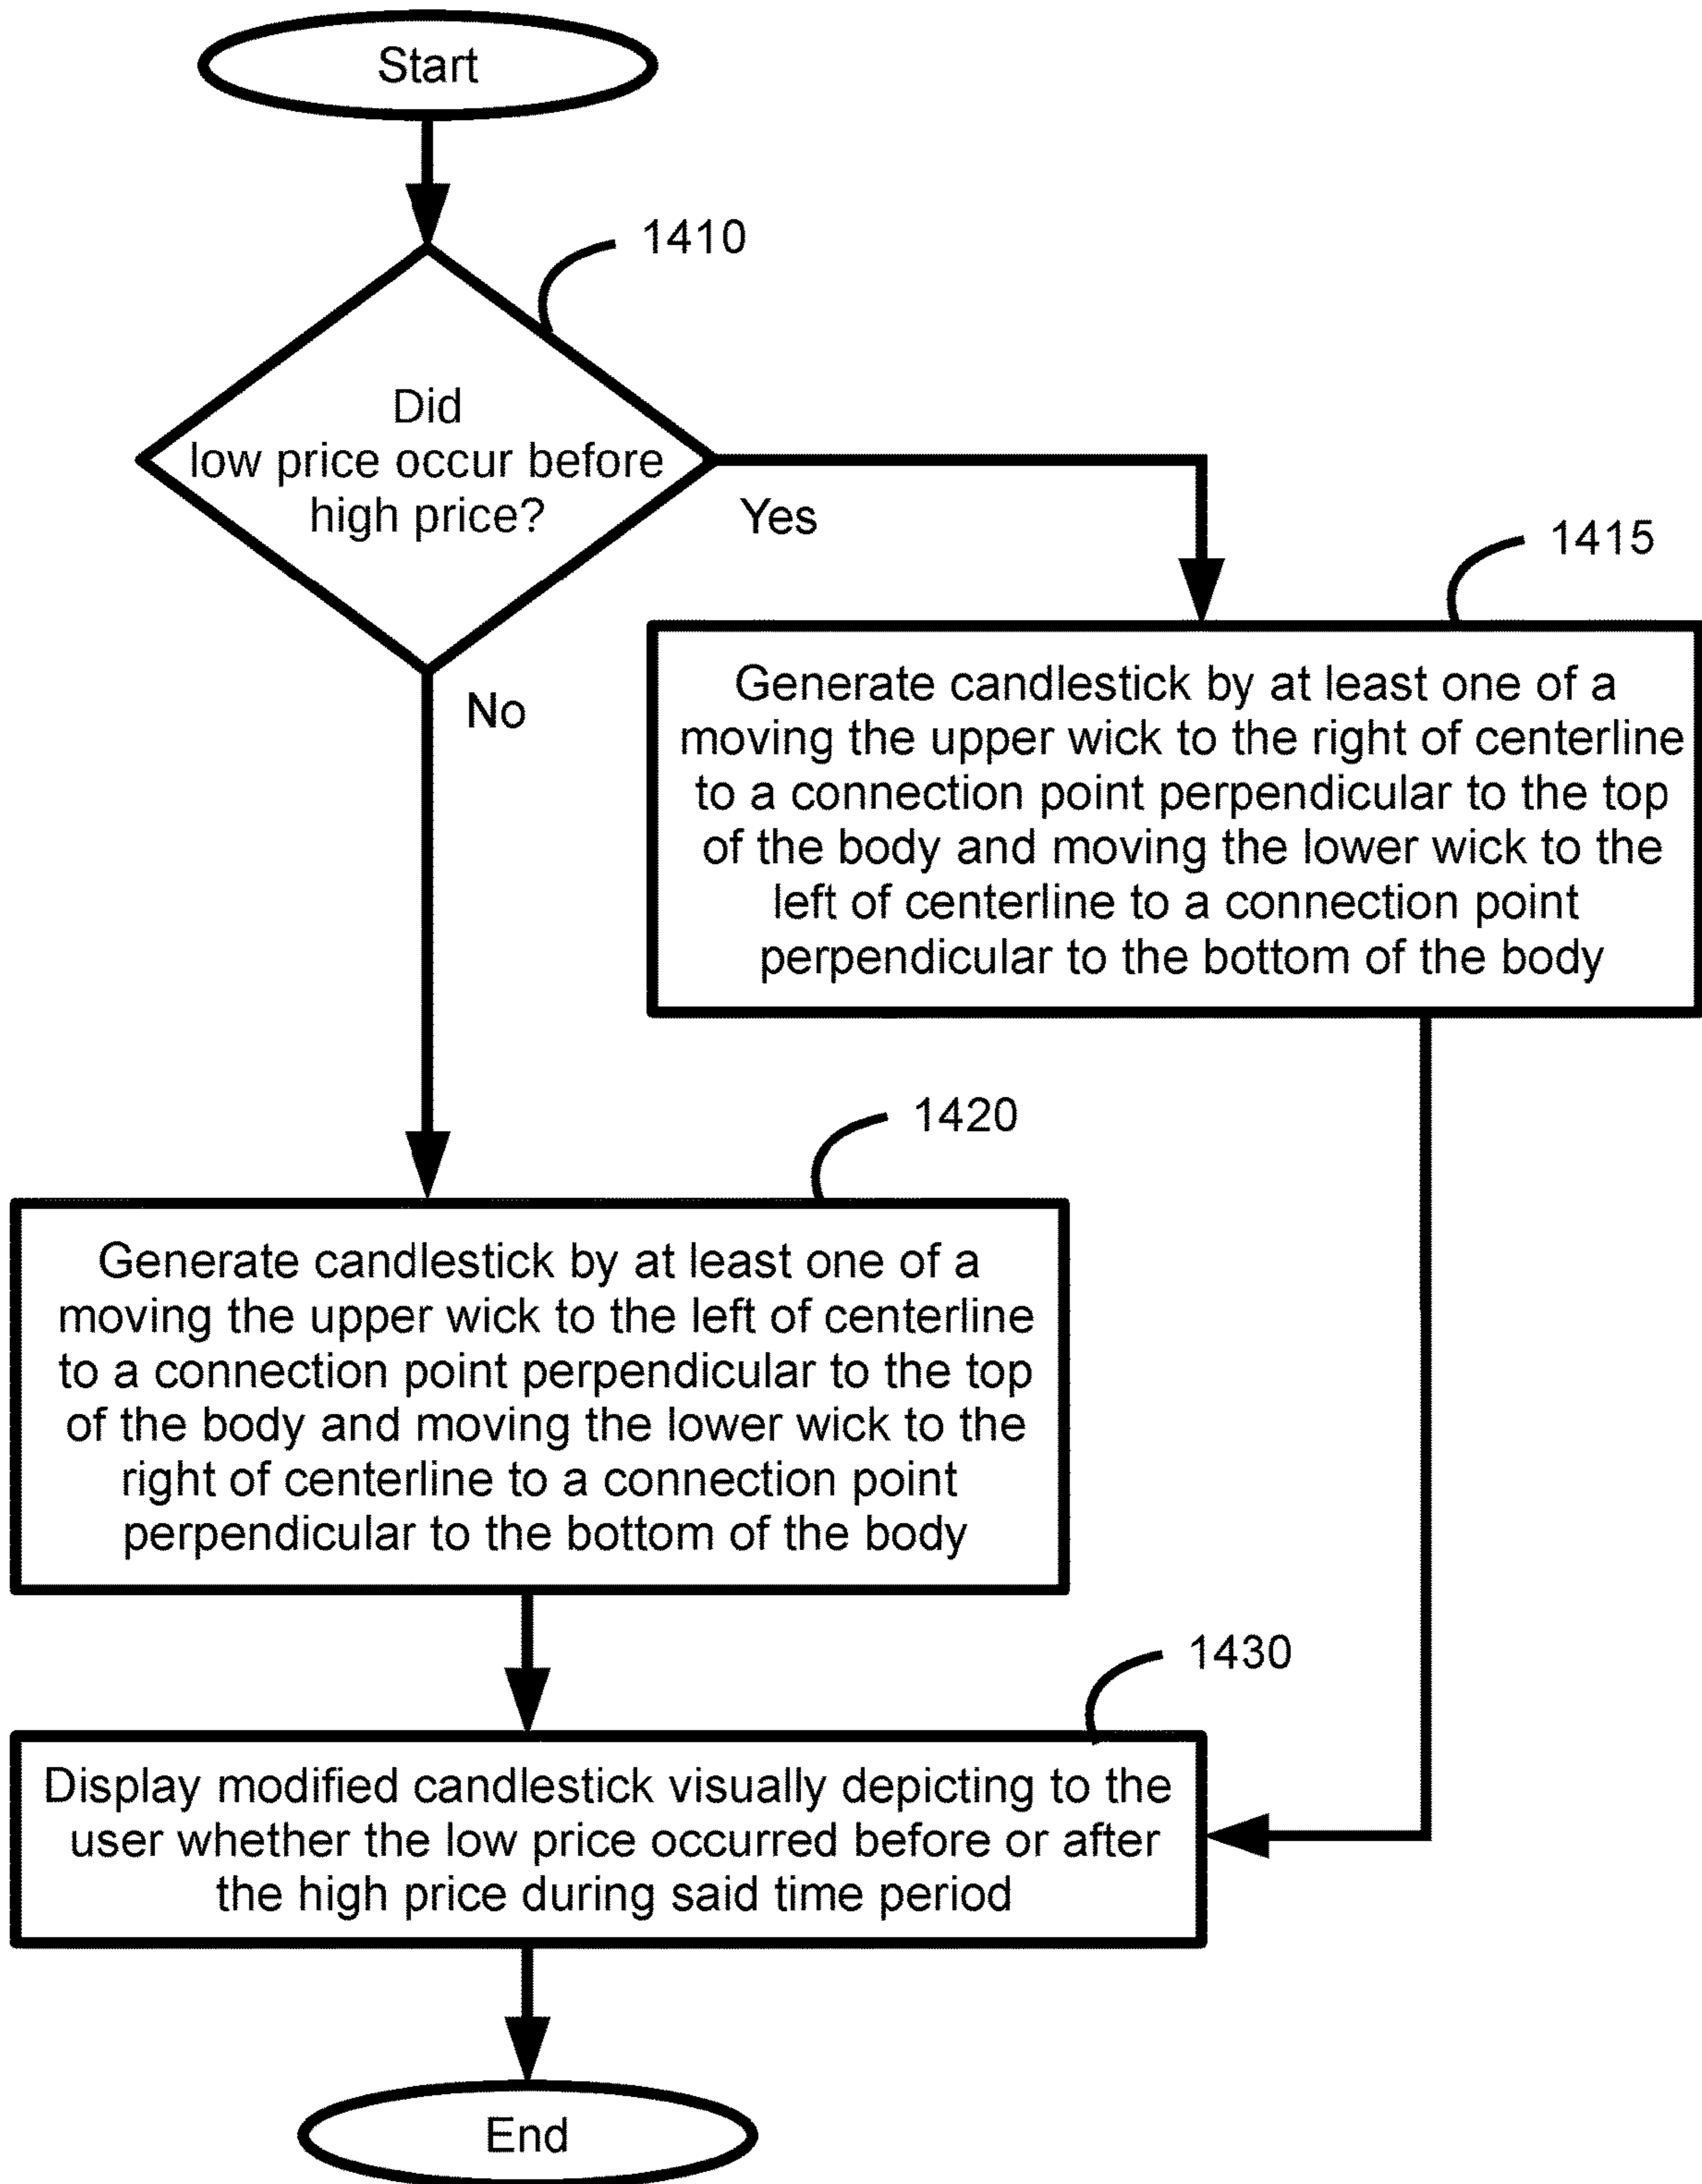 Start
1410
Did
low price occur before
high price?
Yes
1415
No
Generate candlestick by at least one of a
moving the upper wick to the right of centerline
to a connection point perpendicular to the top
of the body and moving the lower wick to the
left of centerline to a connection point
perpendicular to the bottom of the body
1420
Generate candlestick by at least one of a
moving the upper wick to the left of centerline
to a connection point perpendicular to the top
of the body and moving the lower wick to the
right of centerline to a connection point
perpendicular to the bottom of the body
1430
Display modified candlestick visually depicting to the
user whether the low price occurred before or after
the high price during said time period
End